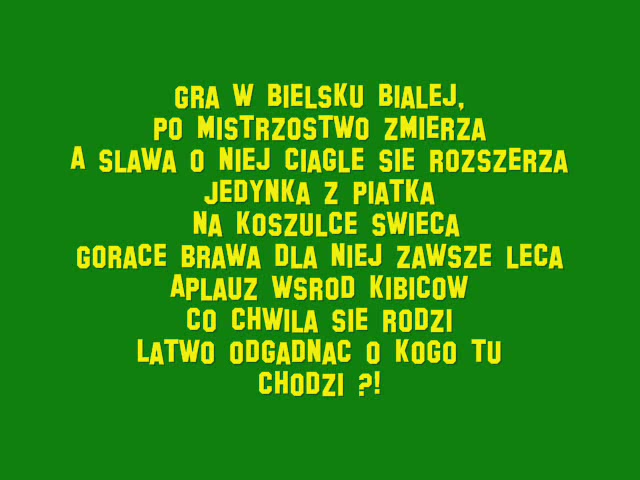 GRA W BIELSKU BIALEJ,
PO MISTRZOSTWO ZMIERZA
A SLAWA O NIEJ CIAGLE SIE ROZSZERZA
JEDYNKA Z PIATKA
NA KOSZULCE SWIECA
GORACE BRAWA DLA NIEJ ZAWSZE LECA
APLAUZ WSROD KIBICOW
CO CHWILA SIE RODZI
LATWO ODGADNAC O KOGO TU
CHODZI ?!